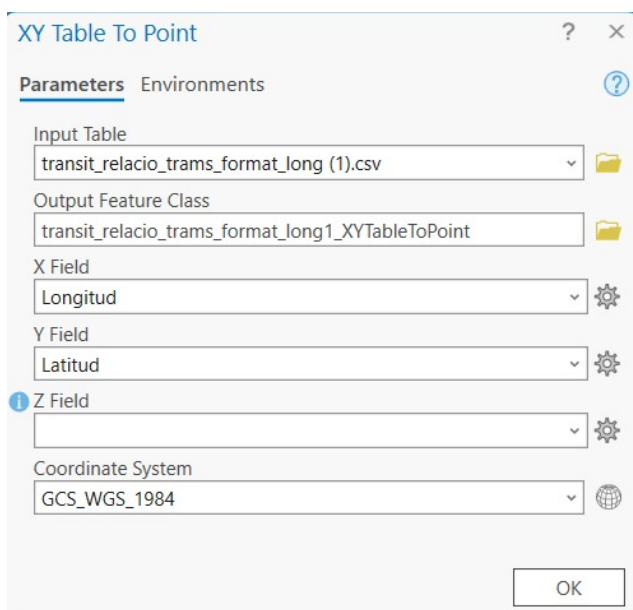 XY Table To Point ? ×
Parameters Environments ?
Input Table
transit_relacio_trams_format_long (1).csv
Output Feature Class
transit_relacio_trams_format_long1_XYTableToPoint
X Field
Longitud
Y Field
Latitud
i Z Field
Coordinate System
GCS_WGS_1984
OK